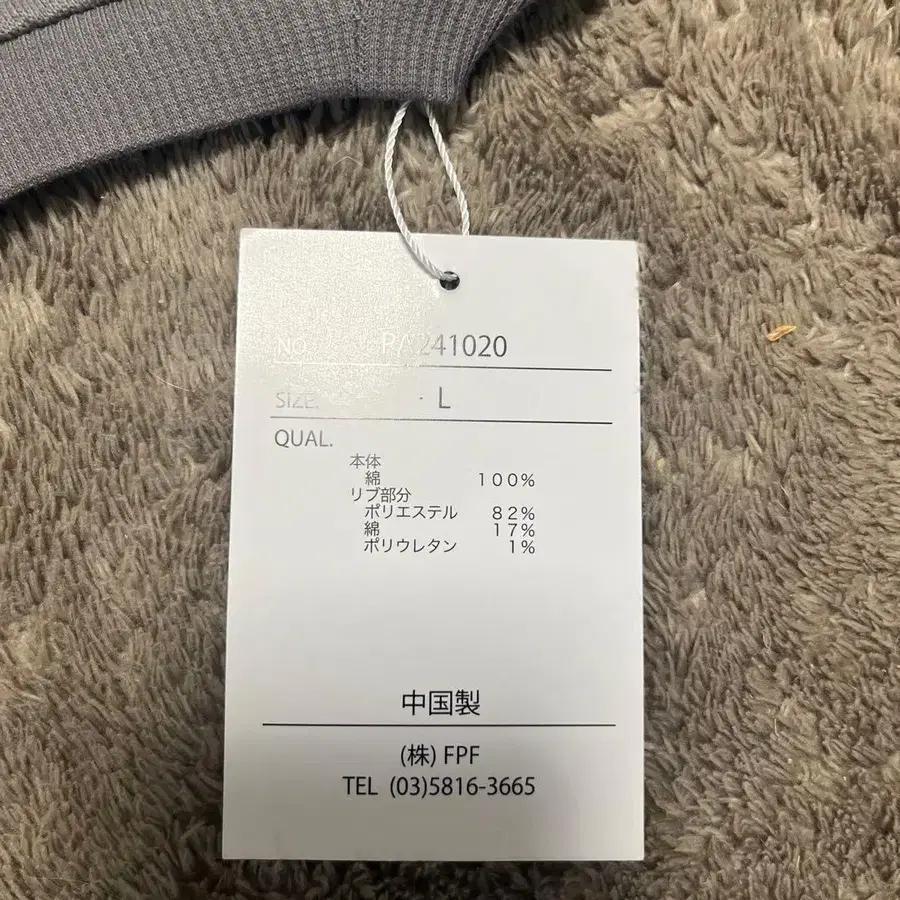 No. PA241020
SIZE. L
QUAL.
本体
綿 100%
リブ部分
ポリエステル 82%
綿 17%
ポリウレタン 1%
中国製
(株) FPF
TEL (03)5816-3665